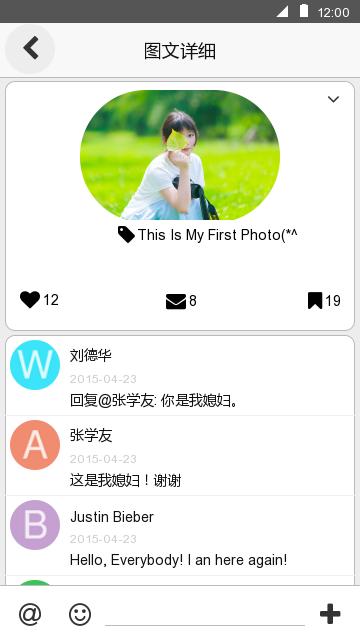 12:00
图文详细
This Is My First Photo(*^
12
8
19
W
刘德华
2015-04-23
回复@张学友: 你是我媳妇。
A
张学友
2015-04-23
这是我媳妇！谢谢
B
Justin Bieber
2015-04-23
Hello, Everybody! I an here again!
@